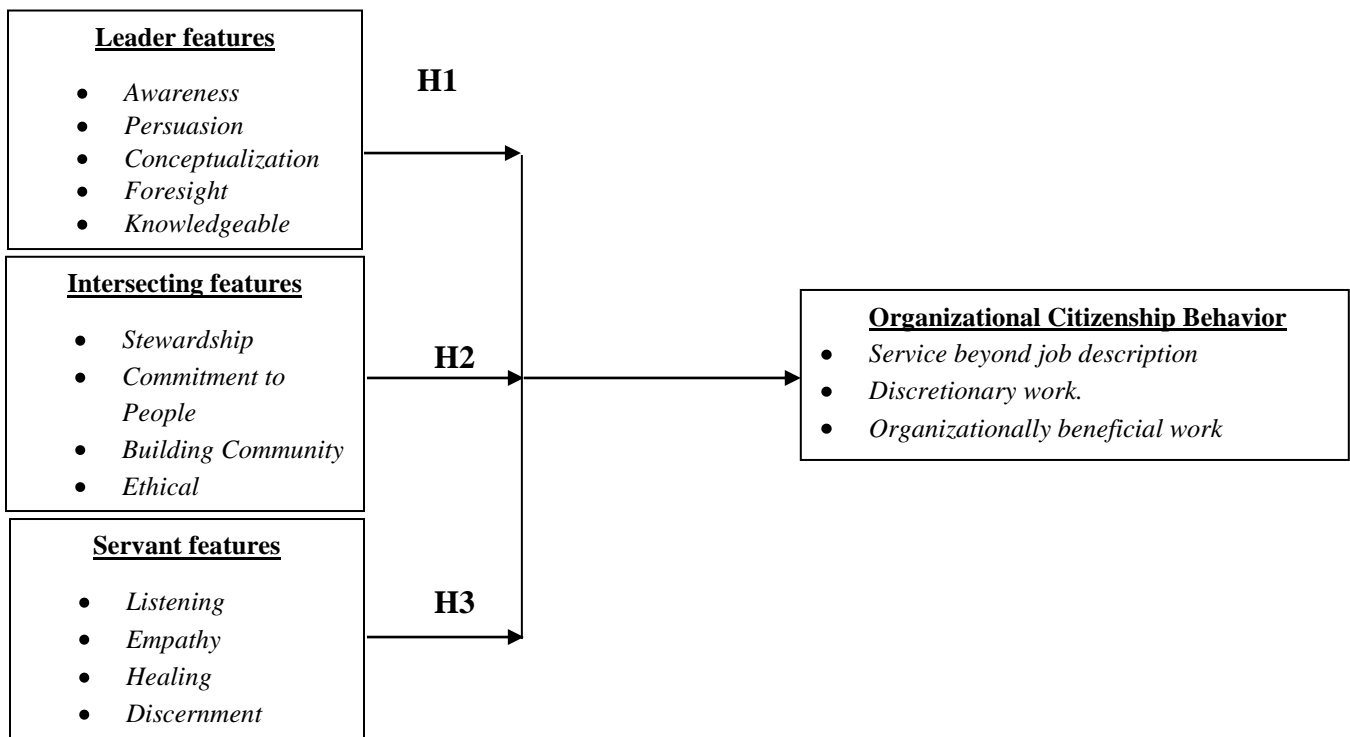 Leader features
• Awareness
• Persuasion
• Conceptualization
• Foresight
• Knowledgeable
H1
Intersecting features
• Stewardship
• Commitment to
People
• Building Community
• Ethical
H2
Servant features
• Listening
• Empathy
• Healing
• Discernment
H3
Organizational Citizenship Behavior
• Service beyond job description
• Discretionary work.
• Organizationally beneficial work